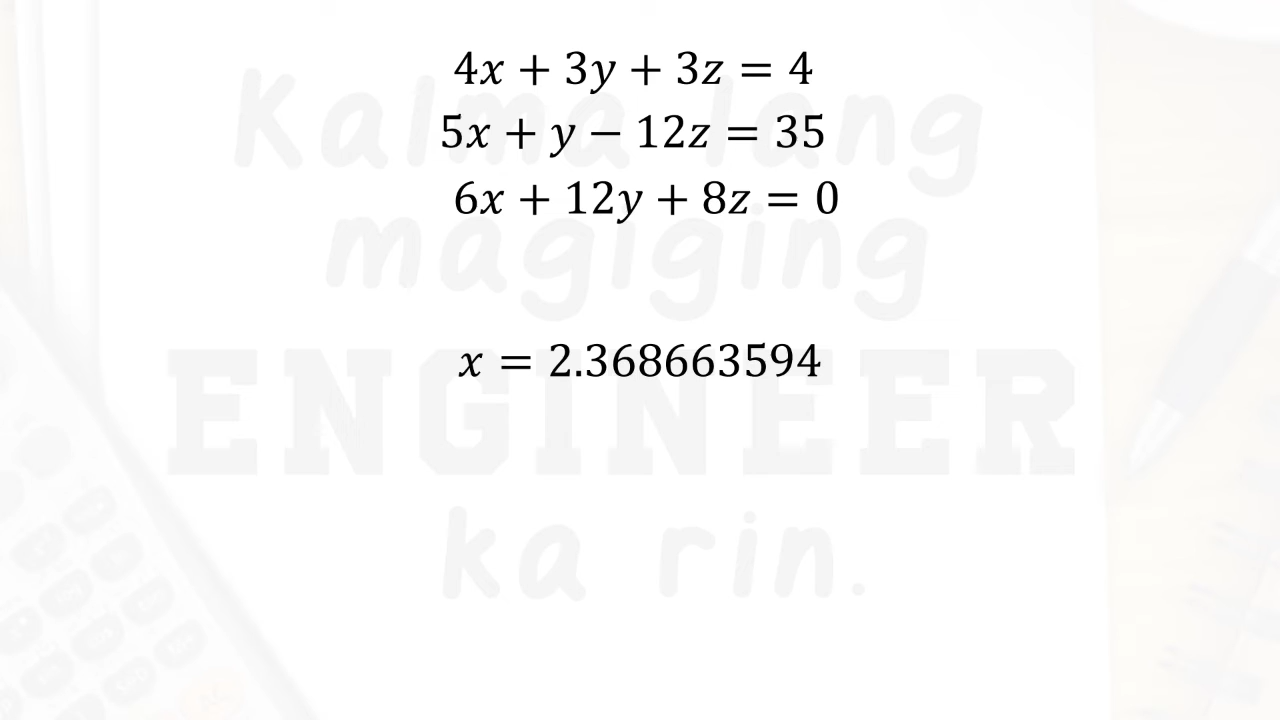 4x + 3y + 3z = 4
5x + y − 12z = 35
6x + 12y + 8z = 0
x = 2.368663594
Kalma lang
magiging
ENGINEER
ka rin.